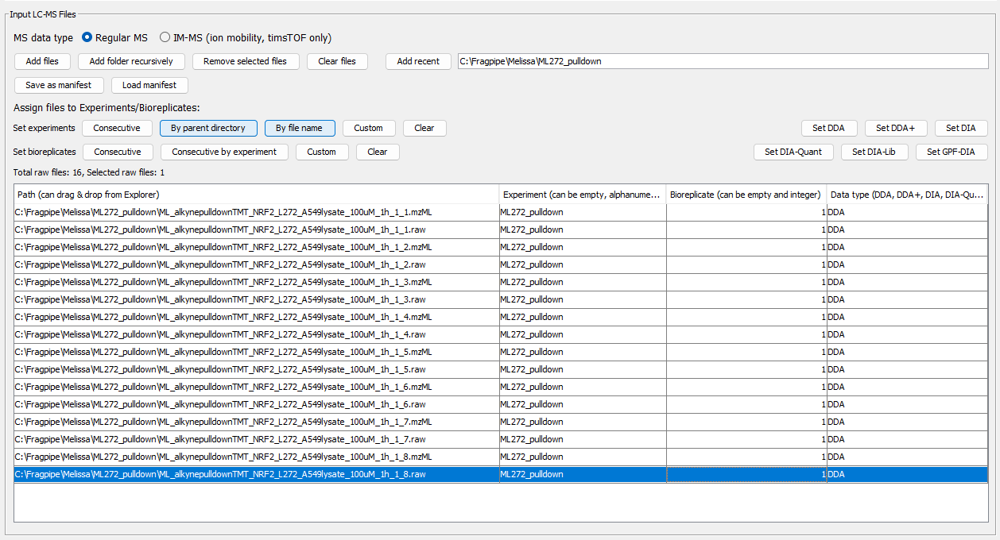 Input LC-MS Files
MS data type Regular MS IM-MS (ion mobility, timsTOF only)
Add files Add folder recursively Remove selected files Clear files Add recent C:\Fragpipe\Melissa\ML272_pulldown
Save as manifest Load manifest
Assign files to Experiments/Bioreplicates:
Set experiments Consecutive By parent directory By file name Custom Clear Set DDA Set DDA+ Set DIA
Set bioreplicates Consecutive Consecutive by experiment Custom Clear Set DIA-Quant Set DIA-Lib Set GPF-DIA
Total raw files: 16, Selected raw files: 1
Path (can drag & drop from Explorer) Experiment (can be empty, alphanume... Bioreplicate (can be empty and integer) Data type (DDA, DDA+, DIA, DIA-Qu...
C:\Fragpipe\Melissa\ML272_pulldown\ML_alkynepulldownTMT_NRF2_L272_A549lysate_100uM_1h_1_1.mzML ML272_pulldown 1 DDA
C:\Fragpipe\Melissa\ML272_pulldown\ML_alkynepulldownTMT_NRF2_L272_A549lysate_100uM_1h_1_1.raw ML272_pulldown 1 DDA
C:\Fragpipe\Melissa\ML272_pulldown\ML_alkynepulldownTMT_NRF2_L272_A549lysate_100uM_1h_1_2.mzML ML272_pulldown 1 DDA
C:\Fragpipe\Melissa\ML272_pulldown\ML_alkynepulldownTMT_NRF2_L272_A549lysate_100uM_1h_1_2.raw ML272_pulldown 1 DDA
C:\Fragpipe\Melissa\ML272_pulldown\ML_alkynepulldownTMT_NRF2_L272_A549lysate_100uM_1h_1_3.mzML ML272_pulldown 1 DDA
C:\Fragpipe\Melissa\ML272_pulldown\ML_alkynepulldownTMT_NRF2_L272_A549lysate_100uM_1h_1_3.raw ML272_pulldown 1 DDA
C:\Fragpipe\Melissa\ML272_pulldown\ML_alkynepulldownTMT_NRF2_L272_A549lysate_100uM_1h_1_4.mzML ML272_pulldown 1 DDA
C:\Fragpipe\Melissa\ML272_pulldown\ML_alkynepulldownTMT_NRF2_L272_A549lysate_100uM_1h_1_4.raw ML272_pulldown 1 DDA
C:\Fragpipe\Melissa\ML272_pulldown\ML_alkynepulldownTMT_NRF2_L272_A549lysate_100uM_1h_1_5.mzML ML272_pulldown 1 DDA
C:\Fragpipe\Melissa\ML272_pulldown\ML_alkynepulldownTMT_NRF2_L272_A549lysate_100uM_1h_1_5.raw ML272_pulldown 1 DDA
C:\Fragpipe\Melissa\ML272_pulldown\ML_alkynepulldownTMT_NRF2_L272_A549lysate_100uM_1h_1_6.mzML ML272_pulldown 1 DDA
C:\Fragpipe\Melissa\ML272_pulldown\ML_alkynepulldownTMT_NRF2_L272_A549lysate_100uM_1h_1_6.raw ML272_pulldown 1 DDA
C:\Fragpipe\Melissa\ML272_pulldown\ML_alkynepulldownTMT_NRF2_L272_A549lysate_100uM_1h_1_7.mzML ML272_pulldown 1 DDA
C:\Fragpipe\Melissa\ML272_pulldown\ML_alkynepulldownTMT_NRF2_L272_A549lysate_100uM_1h_1_7.raw ML272_pulldown 1 DDA
C:\Fragpipe\Melissa\ML272_pulldown\ML_alkynepulldownTMT_NRF2_L272_A549lysate_100uM_1h_1_8.mzML ML272_pulldown 1 DDA
C:\Fragpipe\Melissa\ML272_pulldown\ML_alkynepulldownTMT_NRF2_L272_A549lysate_100uM_1h_1_8.raw ML272_pulldown 1 DDA